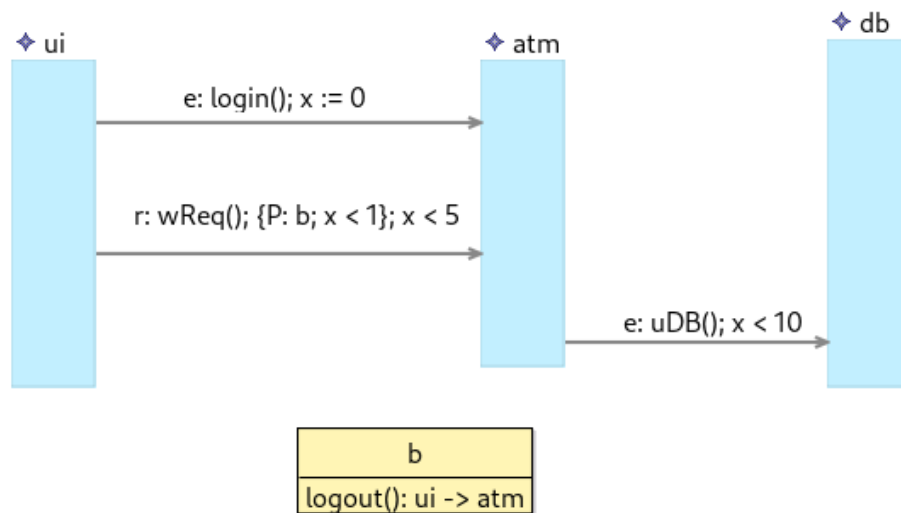 ui
atm
db
e: login(); x := 0
r: wReq(); {P: b; x < 1}; x < 5
e: uDB(); x < 10
b
logout(): ui -> atm